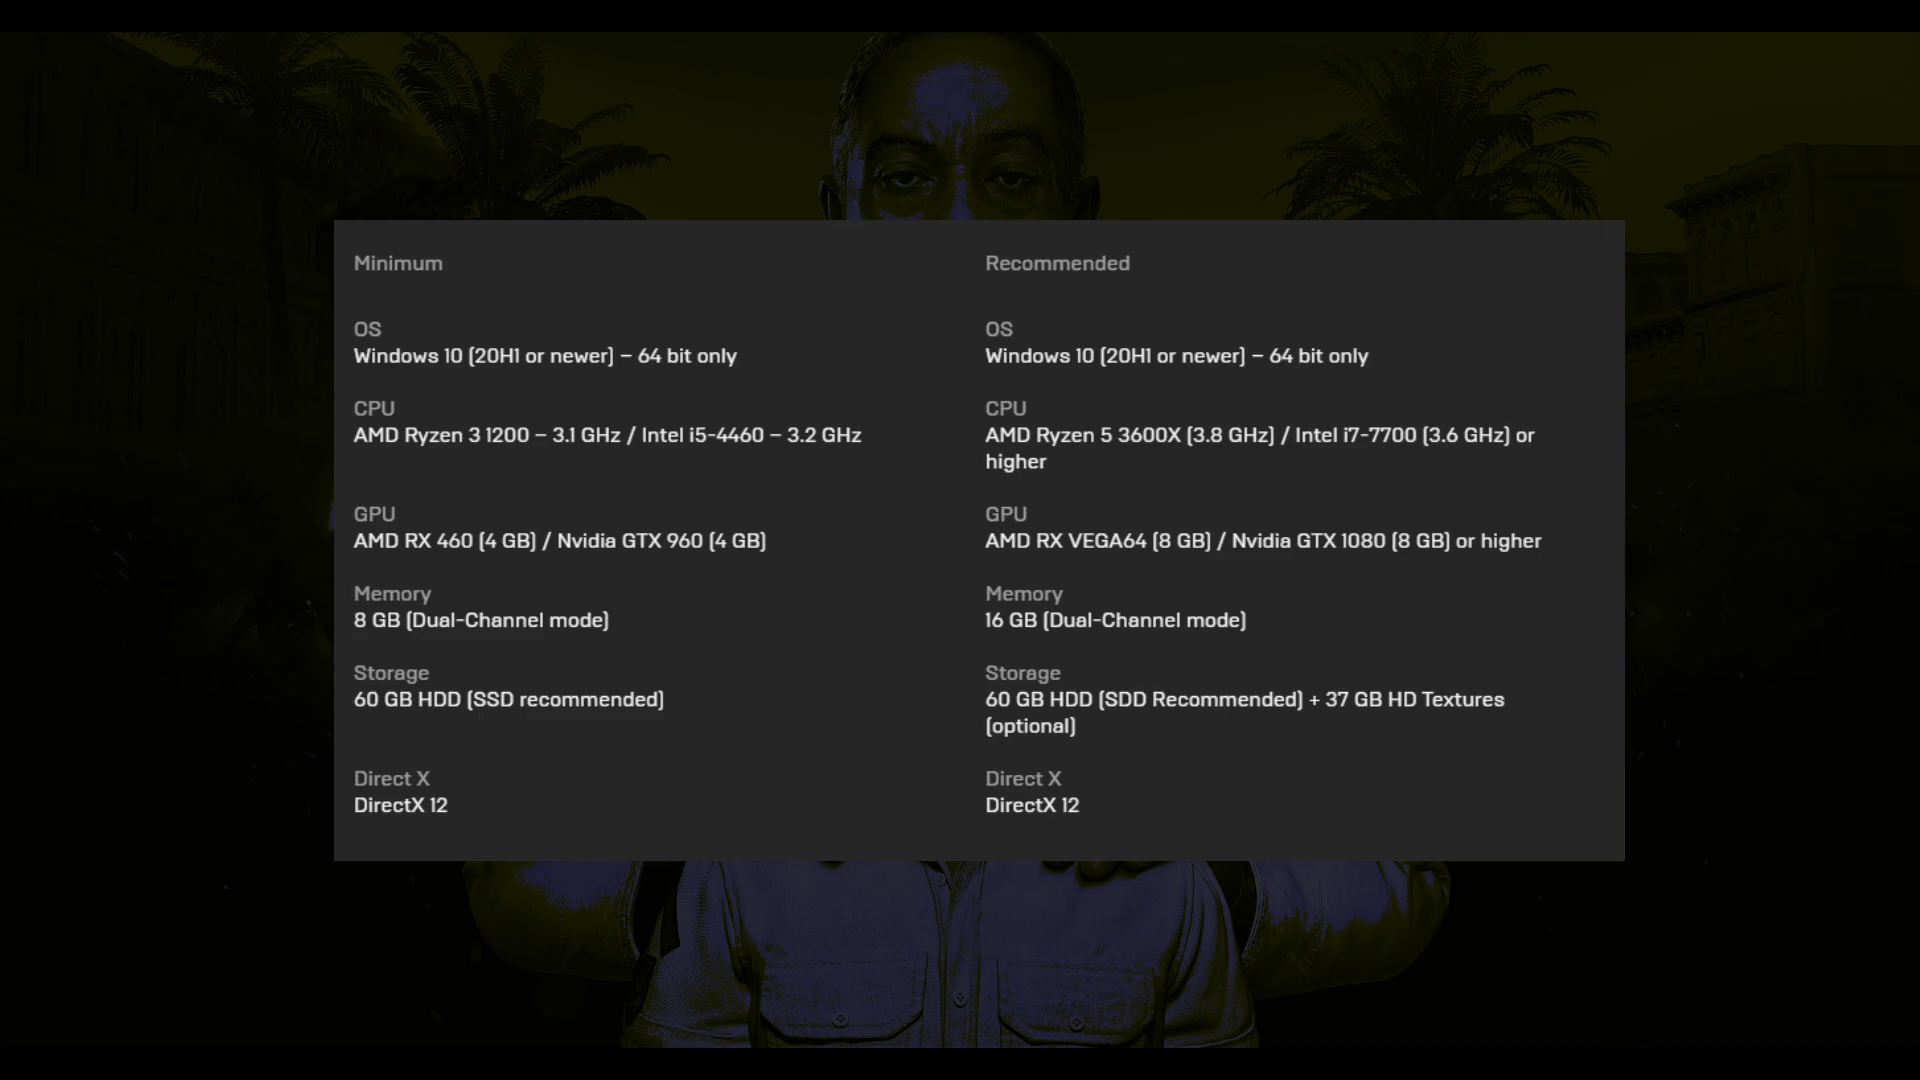 Minimum
OS
Windows 10 (20H1 or newer) – 64 bit only
CPU
AMD Ryzen 3 1200 – 3.1 GHz / Intel i5-4460 – 3.2 GHz
GPU
AMD RX 460 (4 GB) / Nvidia GTX 960 (4 GB)
Memory
8 GB (Dual-Channel mode)
Storage
60 GB HDD (SSD recommended)
Direct X
DirectX 12
Recommended
OS
Windows 10 (20H1 or newer) – 64 bit only
CPU
AMD Ryzen 5 3600X (3.8 GHz) / Intel i7-7700 (3.6 GHz) or
higher
GPU
AMD RX VEGA64 (8 GB) / Nvidia GTX 1080 (8 GB) or higher
Memory
16 GB (Dual-Channel mode)
Storage
60 GB HDD (SDD Recommended) + 37 GB HD Textures
(optional)
Direct X
DirectX 12